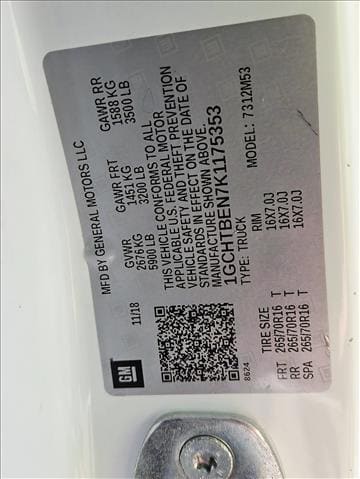 MFD BY GENERAL MOTORS LLC
11/18
GVWR GAWR FRT GAWR RR
2676 KG 1451 KG 1588 KG
5900 LB 3200 LB 3500 LB
THIS VEHICLE CONFORMS TO ALL
APPLICABLE U.S. FEDERAL MOTOR
VEHICLE SAFETY AND THEFT PREVENTION
STANDARDS IN EFFECT ON THE DATE OF
MANUFACTURE SHOWN ABOVE.
1GCHTBEN7K1175353
TYPE: TRUCK MODEL: 7312M53
GM
8624
TIRE SIZE RIM
FRT 265/70R16 T 16X7.0J
RR 265/70R16 T 16X7.0J
SPA 265/70R16 T 16X7.0J